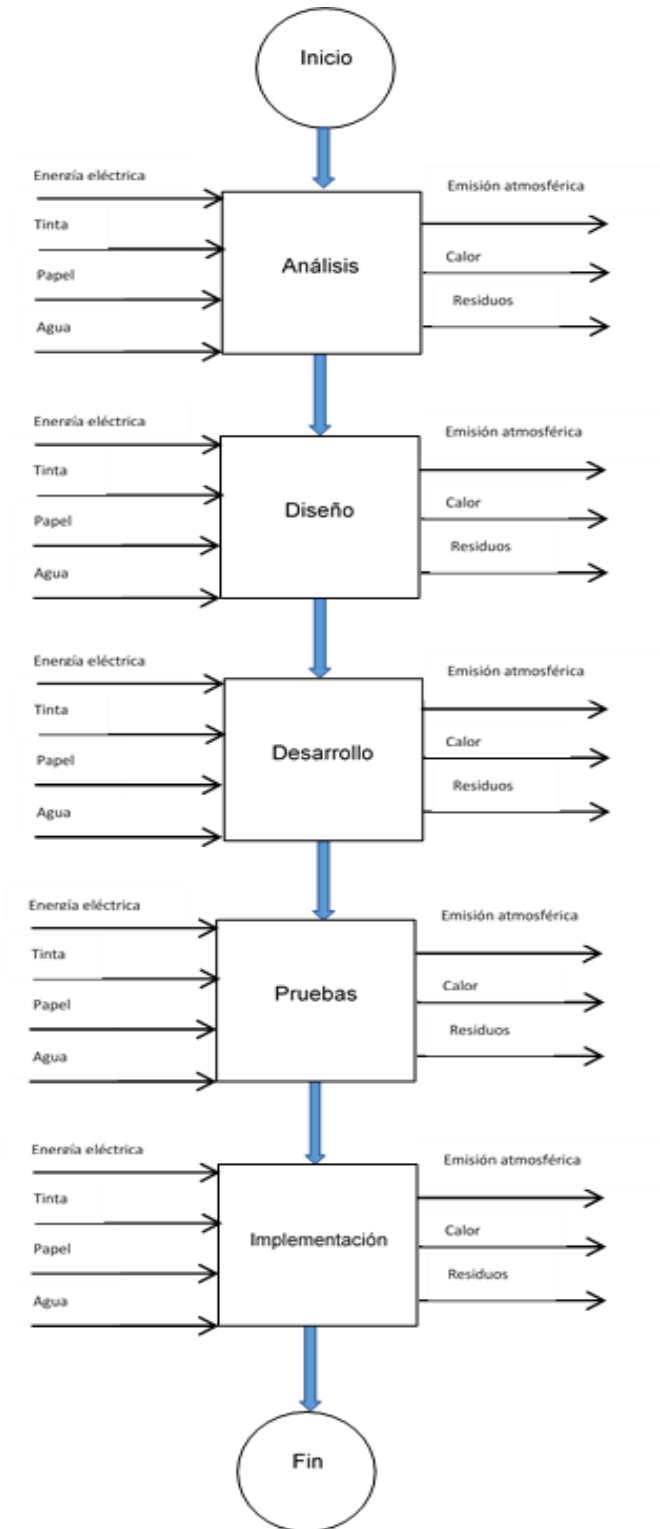 Inicio
Energía eléctrica
Emisión atmosférica
Tinta
Análisis
Calor
Papel
Residuos
Agua
Energía eléctrica
Emisión atmosférica
Tinta
Diseño
Calor
Papel
Residuos
Agua
Energía eléctrica
Emisión atmosférica
Tinta
Desarrollo
Calor
Papel
Residuos
Agua
Energía eléctrica
Emisión atmosférica
Tinta
Pruebas
Calor
Papel
Residuos
Agua
Energía eléctrica
Emisión atmosférica
Tinta
Implementación
Calor
Papel
Residuos
Agua
Fin